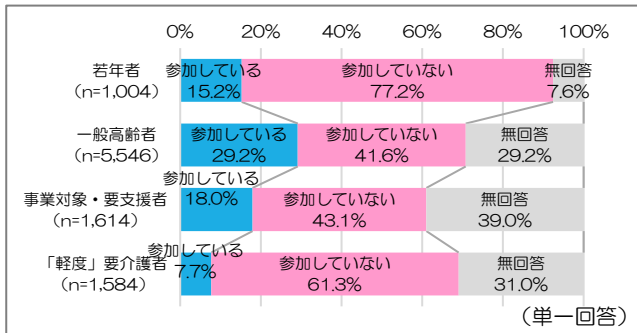 0% 20% 40% 60% 80% 100%
若年者
(n=1,004)
参加している
15.2%
参加していない
77.2%
無回答
7.6%
一般高齢者
(n=5,546)
参加している
29.2%
参加していない
41.6%
無回答
29.2%
事業対象・要支援者
(n=1,614)
参加している
18.0%
参加していない
43.1%
無回答
39.0%
「軽度」要介護者
(n=1,584)
参加している
7.7%
参加していない
61.3%
無回答
31.0%
(単一回答)